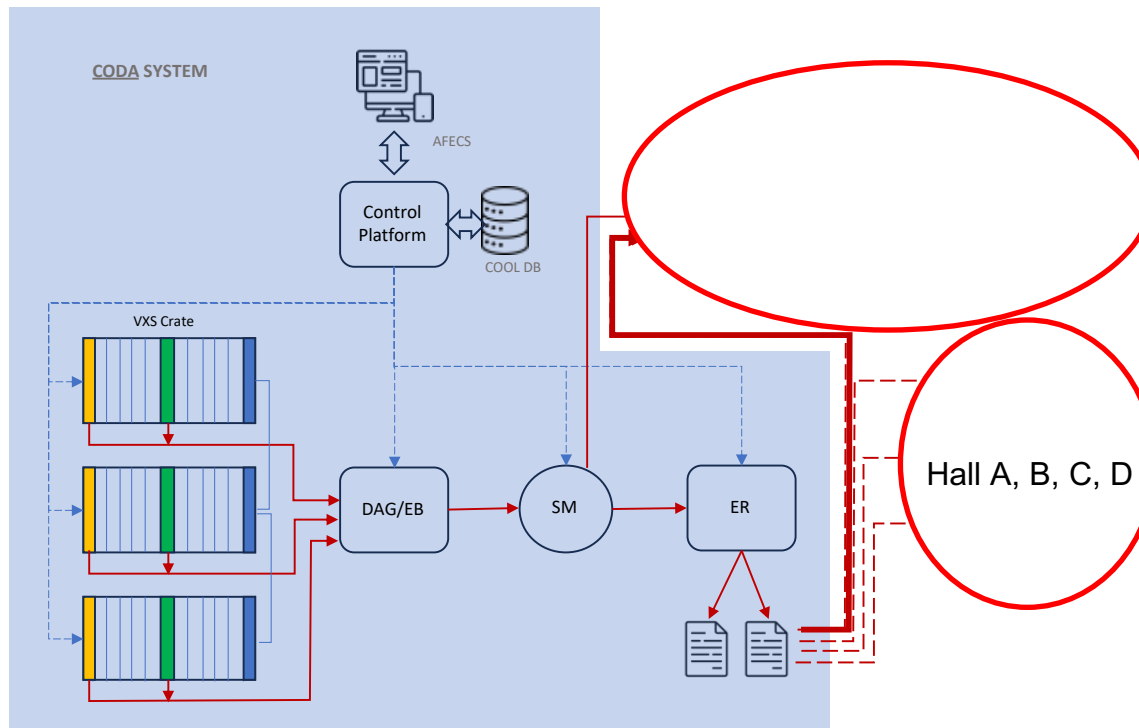 CODA SYSTEM
AFECS
Control
Platform
COOL DB
VXS Crate
DAG/EB
SM
ER
Hall A, B, C, D